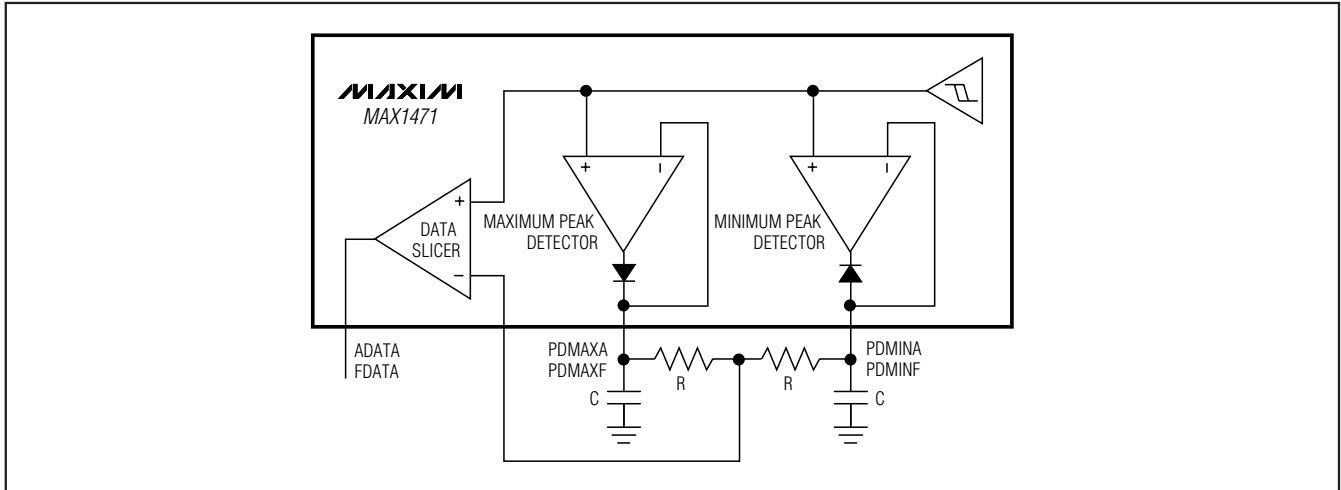 MAXIM
MAX1471
+
−
+
−
MAXIMUM PEAK
DETECTOR
MINIMUM PEAK
DETECTOR
+
DATA
SLICER
−
ADATA
FDATA
PDMAXA
PDMAXF
R
R
PDMINA
PDMINF
C
C